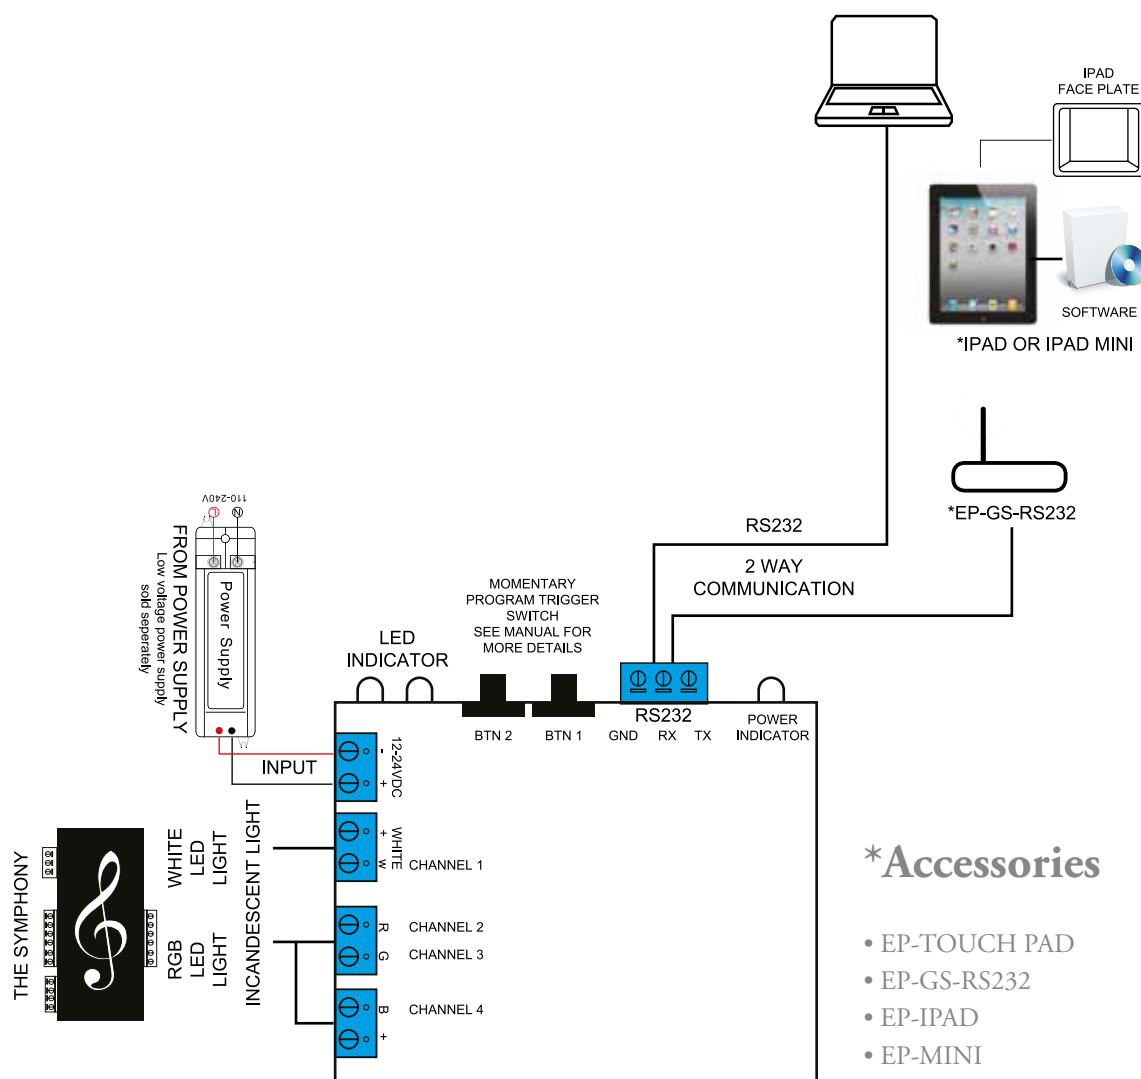 IPAD
FACE PLATE
SOFTWARE
*IPAD OR IPAD MINI
*EP-GS-RS232
RS232
2 WAY
COMMUNICATION
110-240V
L
N
Power Supply
FROM POWER SUPPLY
Low voltage power supply
sold seperately
MOMENTARY
PROGRAM TRIGGER
SWITCH
SEE MANUAL FOR
MORE DETAILS
LED
INDICATOR
BTN 2
BTN 1
RS232
GND
RX
TX
POWER
INDICATOR
INPUT
12-24VDC
-
+
WHITE
+
W
CHANNEL 1
R
CHANNEL 2
G
CHANNEL 3
B
CHANNEL 4
+
THE SYMPHONY
WHITE
LED
LIGHT
RGB
LED
LIGHT
INCANDESCENT LIGHT
*Accessories
• EP-TOUCH PAD
• EP-GS-RS232
• EP-IPAD
• EP-MINI